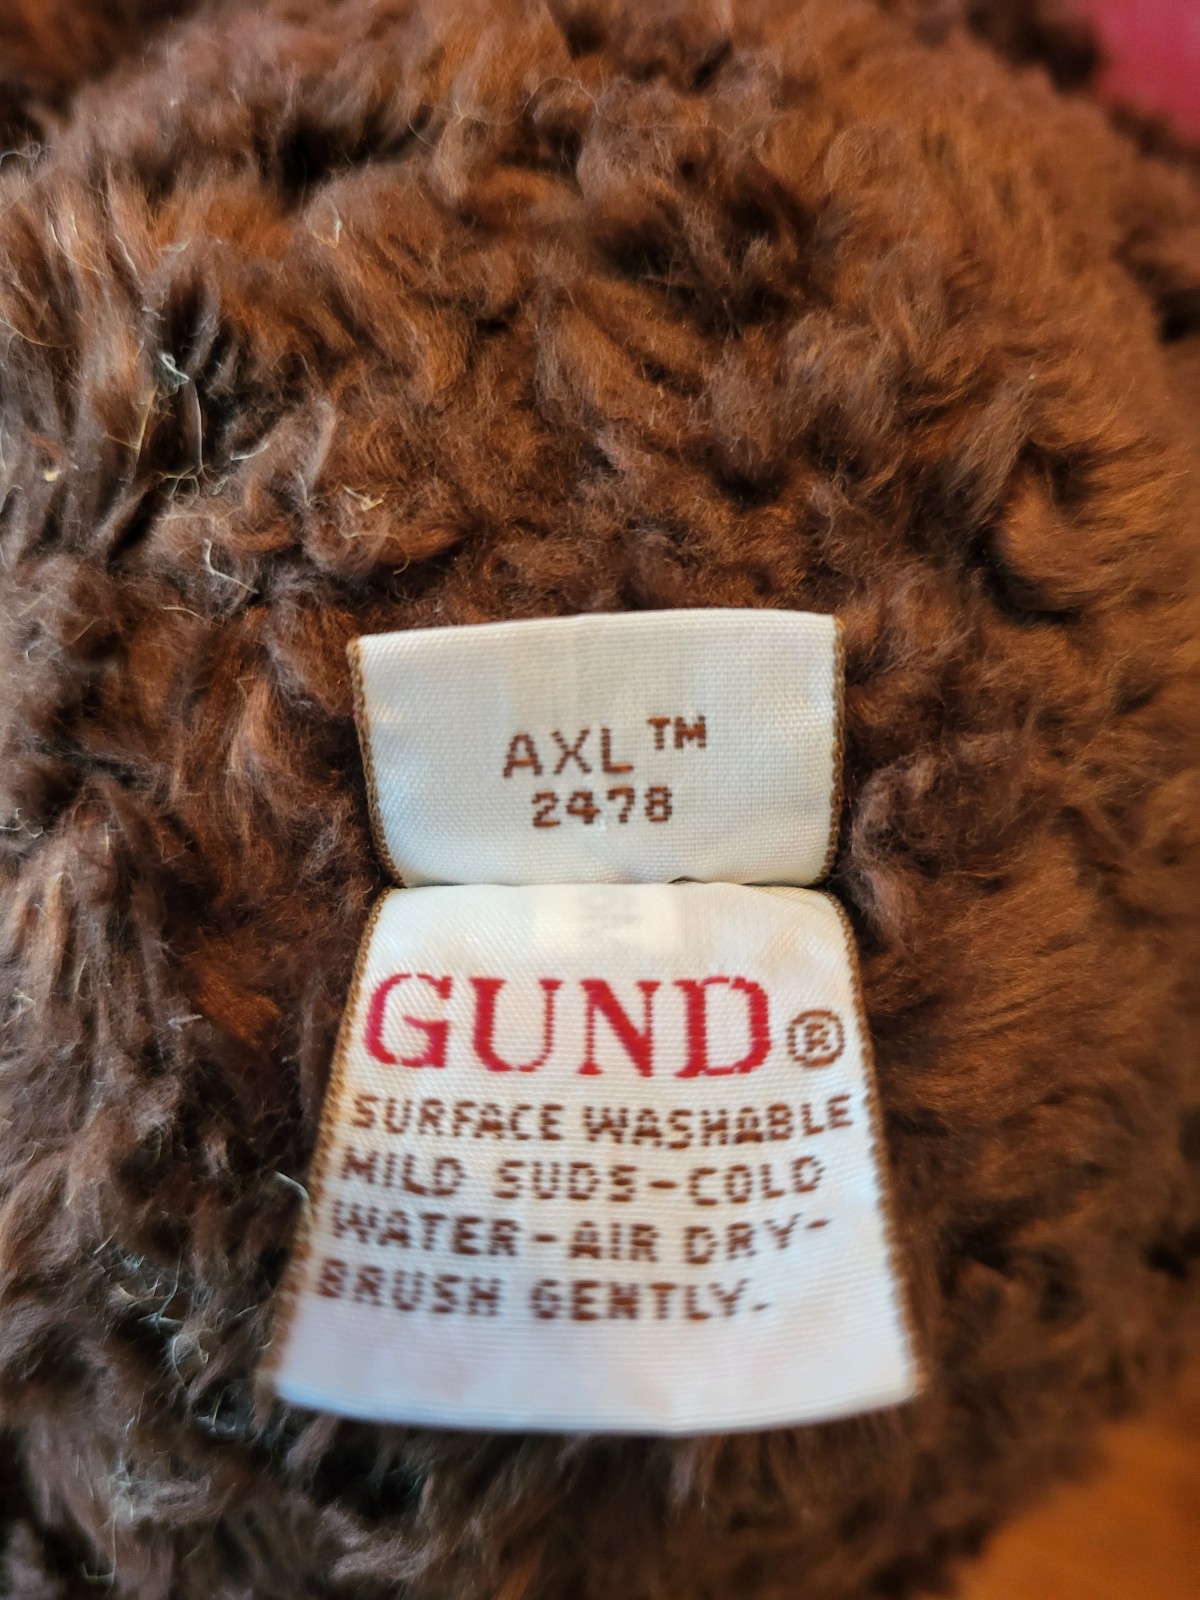 AXL™
2478
GUND®
SURFACE WASHABLE
MILD SUDS-COLD
WATER-AIR DRY-
BRUSH GENTLY.